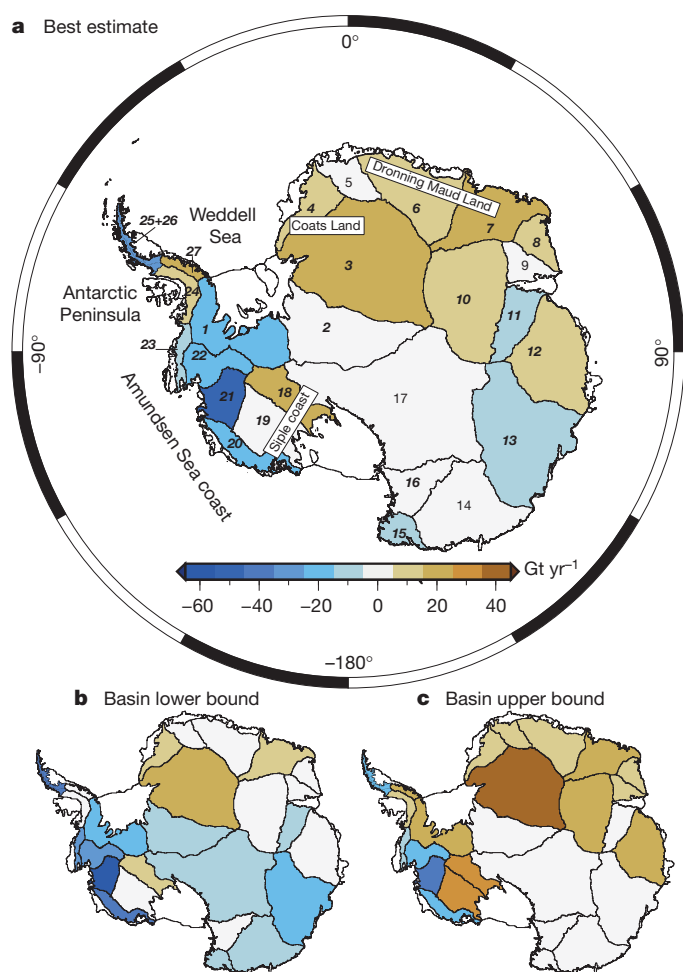 a Best estimate
0°
5
Dronning Maud Land
4
6
Weddell
Sea
Coats Land
7
8
25+26
9
27
3
10
Antarctic
Peninsula
24
11
1
2
12
23
22
–90°
90°
21
18
17
19
Siple coast
13
20
Amundsen Sea coast
16
14
15
Gt yr–1
–60 –40 –20 0 20 40
–180°
b Basin lower bound
c Basin upper bound